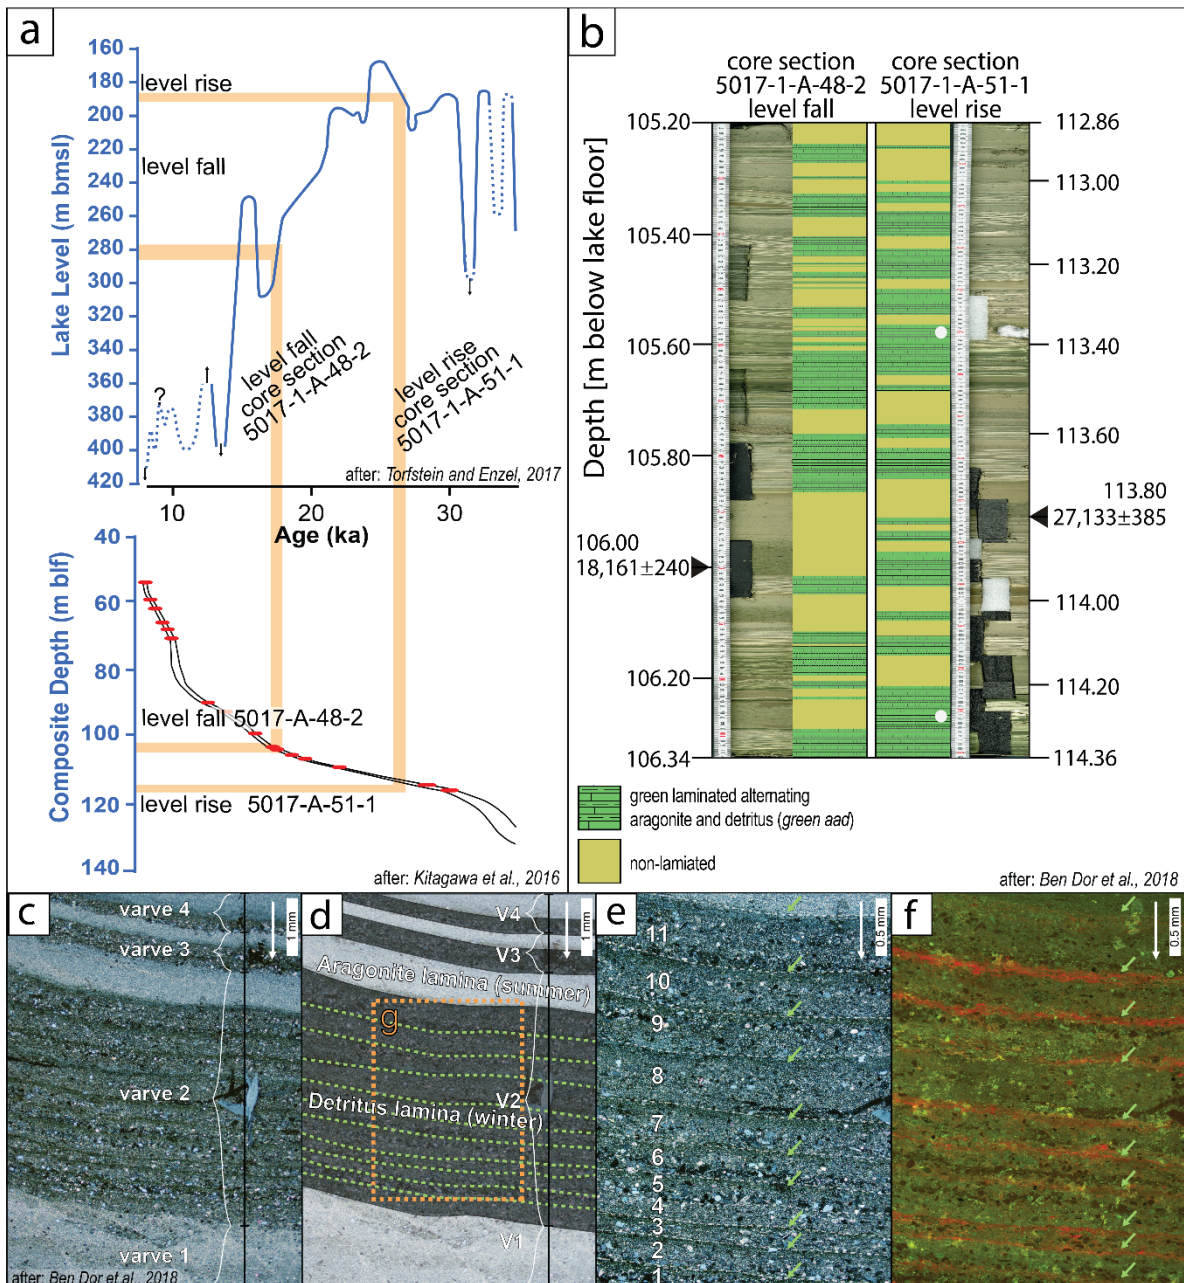 a
160
180
200
220
240
260
280
300
320
340
360
380
400
420
Lake Level (m bmsl)
level rise
level fall
?
level fall
core section
5017-1-A-48-2
level rise
core section
5017-1-A-51-1
after: Torfstein and Enzel, 2017
10
20
30
Age (ka)
40
60
80
100
120
140
Composite Depth (m blf)
level fall 5017-A-48-2
level rise 5017-A-51-1
after: Kitagawa et al., 2016
b
core section
5017-1-A-48-2
level fall
core section
5017-1-A-51-1
level rise
Depth [m below lake floor]
105.20
105.40
105.60
105.80
106.00
18,161±240
106.20
106.34
112.86
113.00
113.20
113.40
113.60
113.80
27,133±385
114.00
114.20
114.36
green laminated alternating
aragonite and detritus (green aad)
non-lamiated
after: Ben Dor et al., 2018
c
varve 4
varve 3
varve 2
varve 1
1 mm
after: Ben Dor et al., 2018
d
V4
V3
Aragonite lamina (summer)
g
V2
Detritus lamina (winter)
V1
1 mm
e
11
10
9
8
7
6
5
4
3
2
1
0.5 mm
f
0.5 mm